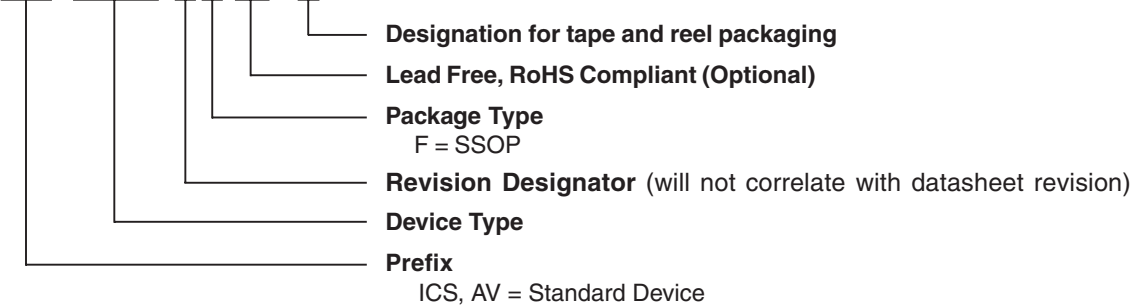 Designation for tape and reel packaging
Lead Free, RoHS Compliant (Optional)
Package Type
F = SSOP
Revision Designator (will not correlate with datasheet revision)
Device Type
Prefix
ICS, AV = Standard Device